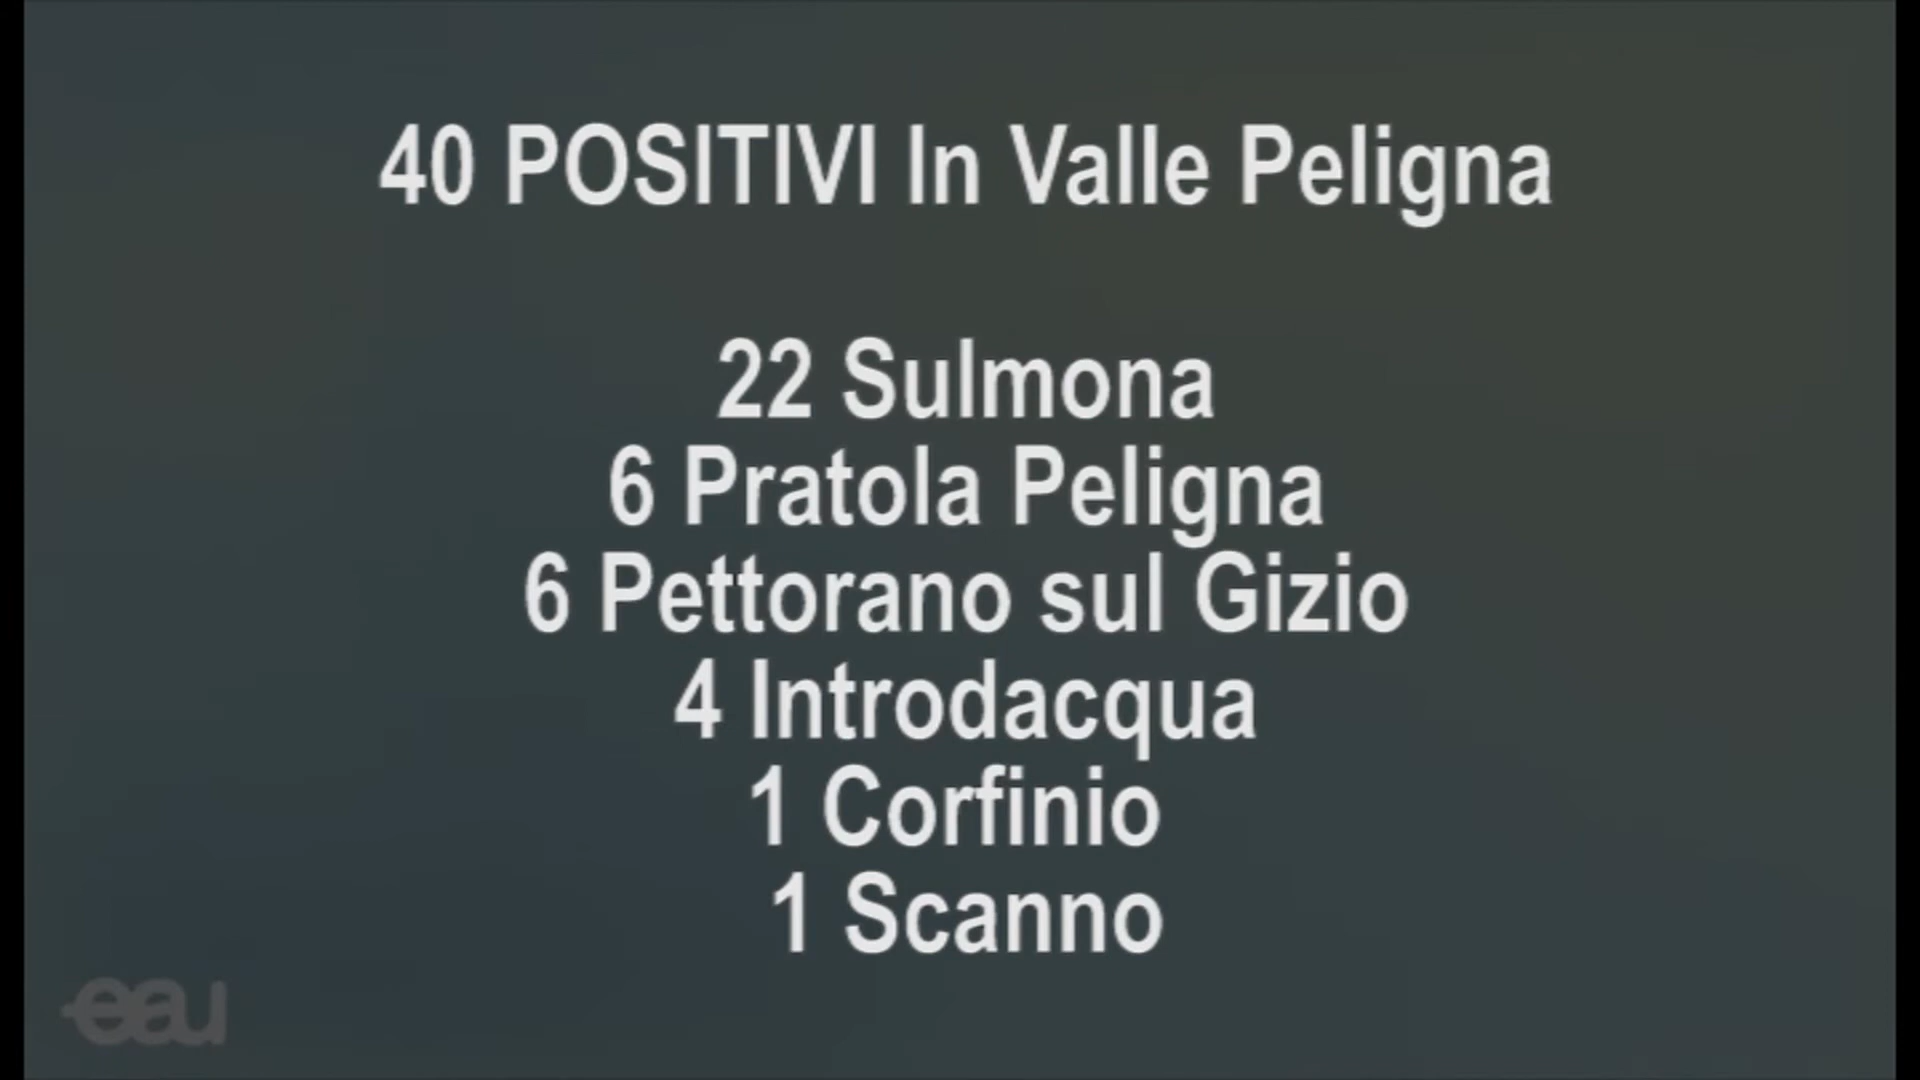 40 POSITIVI In Valle Peligna
22 Sulmona
6 Pratola Peligna
6 Pettorano sul Gizio
4 Introdacqua
1 Corfinio
1 Scanno
eau